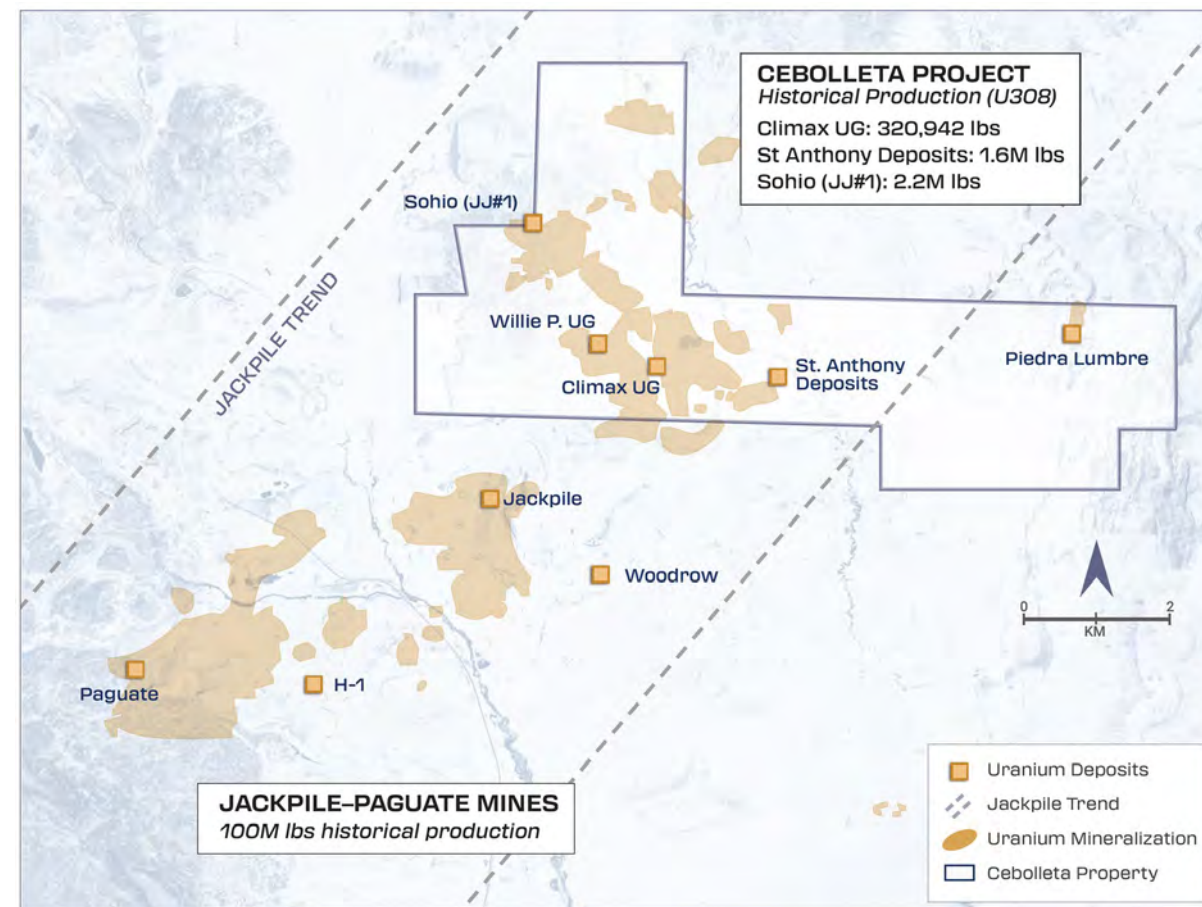 CEBOLLETA PROJECT
Historical Production (U308)
Climax UG: 320,942 lbs
St Anthony Deposits: 1.6M lbs
Sohio (JJ#1): 2.2M lbs
Sohio (JJ#1)
JACKPILE TREND
Willie P. UG
Climax UG
St. Anthony
Deposits
Piedra Lumbre
Jackpile
Woodrow
Paguate
H-1
0 2
KM
JACKPILE–PAGUATE MINES
100M lbs historical production
Uranium Deposits
Jackpile Trend
Uranium Mineralization
Cebolleta Property